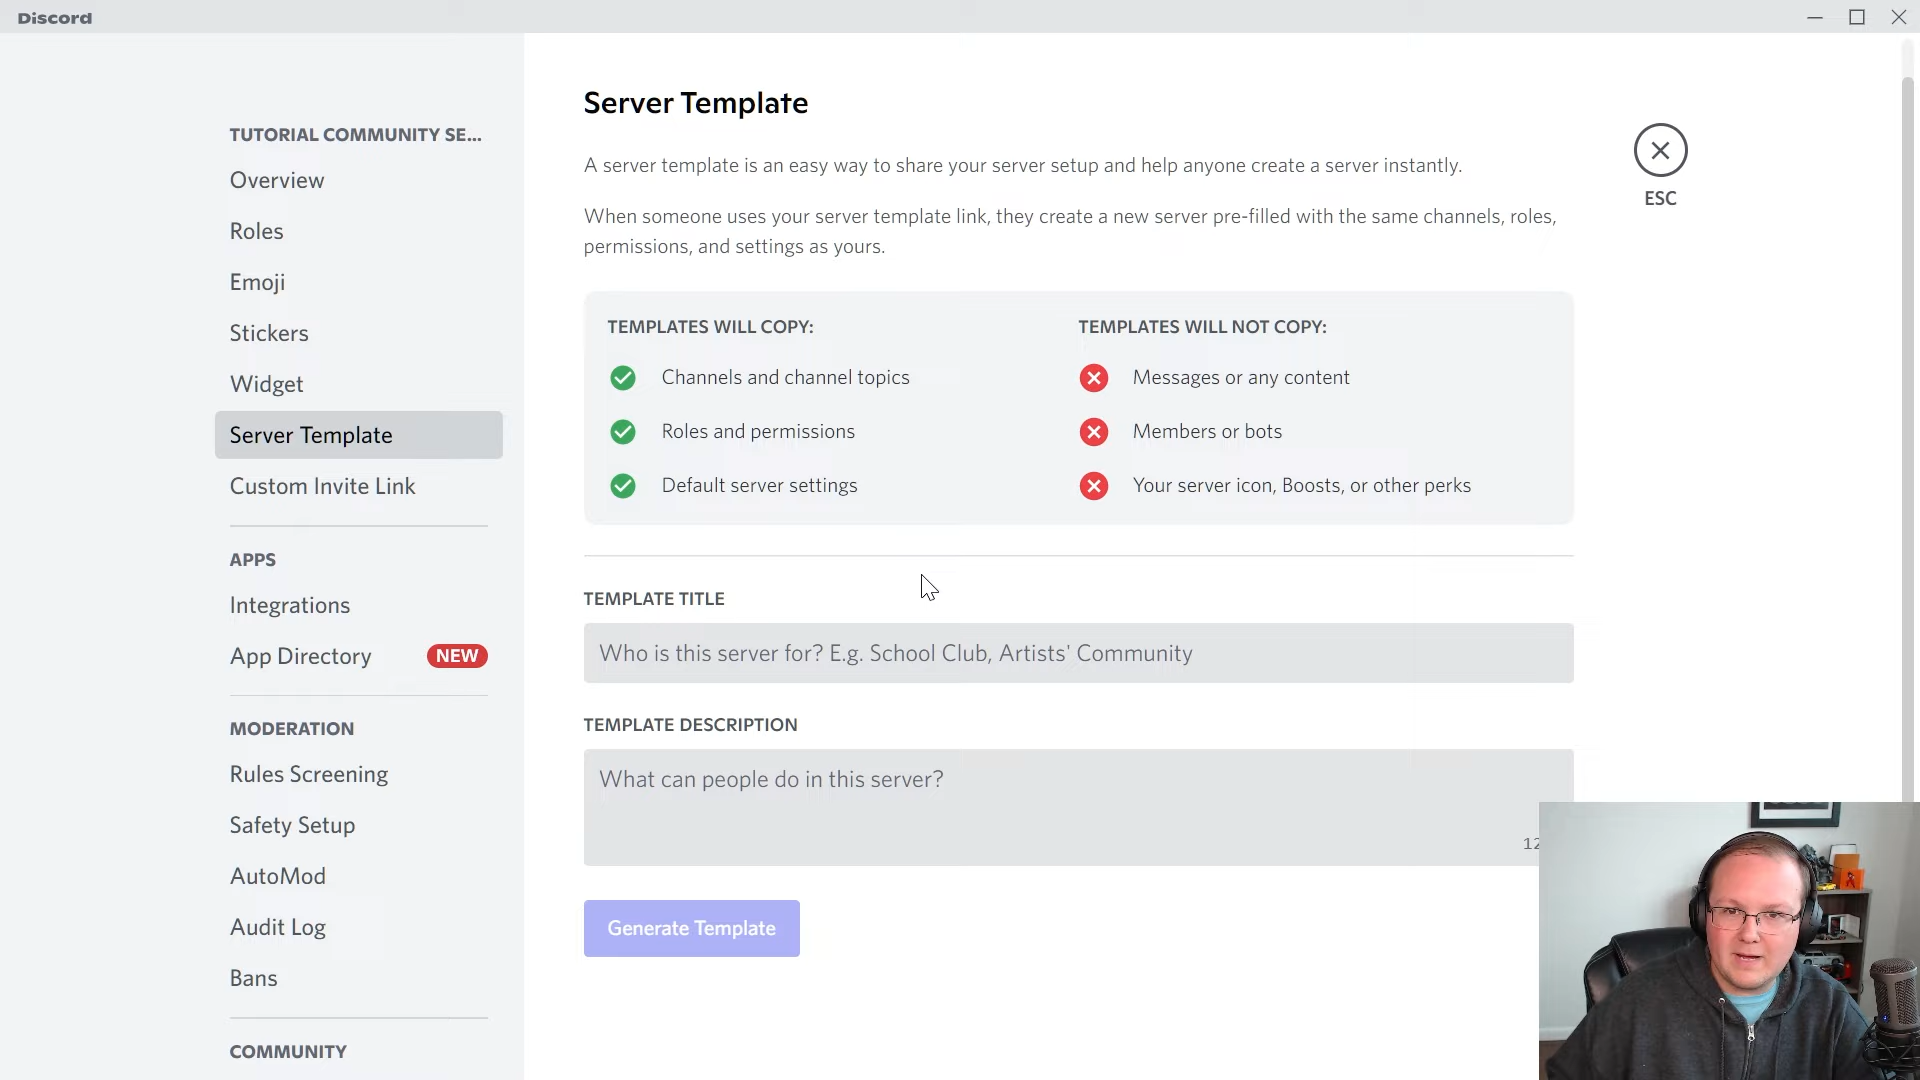 Discord
TUTORIAL COMMUNITY SE...
Overview
Roles
Emoji
Stickers
Widget
Server Template
Custom Invite Link
APPS
Integrations
App Directory
NEW
MODERATION
Rules Screening
Safety Setup
AutoMod
Audit Log
Bans
COMMUNITY
Server Template
A server template is an easy way to share your server setup and help anyone create a server instantly.
When someone uses your server template link, they create a new server pre-filled with the same channels, roles,
permissions, and settings as yours.
TEMPLATES WILL COPY:
Channels and channel topics
Roles and permissions
Default server settings
TEMPLATES WILL NOT COPY:
Messages or any content
Members or bots
Your server icon, Boosts, or other perks
TEMPLATE TITLE
Who is this server for? E.g. School Club, Artists' Community
TEMPLATE DESCRIPTION
What can people do in this server?
Generate Template
ESC